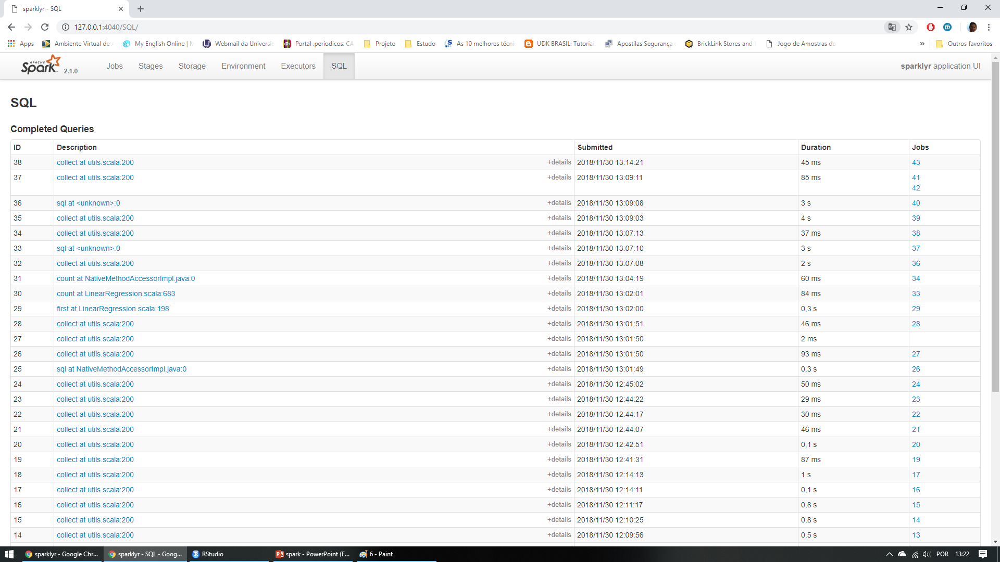 sparklyr - SQL
127.0.0.1:4040/SQL/
Apps Ambiente Virtual de My English Online | Webmail da Universi Portal .periodicos. CA Projeto Estudo As 10 melhores técni UDK BRASIL: Tutoriai Apostilas Segurança BrickLink Stores and Jogo de Amostras do » Outros favoritos
APACHE Spark 2.1.0 Jobs Stages Storage Environment Executors SQL sparklyr application UI
SQL
Completed Queries
ID Description Submitted Duration Jobs
38 collect at utils.scala:200 +details 2018/11/30 13:14:21 45 ms 43
37 collect at utils.scala:200 +details 2018/11/30 13:09:11 85 ms 41
42
36 sql at <unknown>:0 +details 2018/11/30 13:09:08 3 s 40
35 collect at utils.scala:200 +details 2018/11/30 13:09:03 4 s 39
34 collect at utils.scala:200 +details 2018/11/30 13:07:13 37 ms 38
33 sql at <unknown>:0 +details 2018/11/30 13:07:10 3 s 37
32 collect at utils.scala:200 +details 2018/11/30 13:07:08 2 s 36
31 count at NativeMethodAccessorImpl.java:0 +details 2018/11/30 13:04:19 60 ms 34
30 count at LinearRegression.scala:683 +details 2018/11/30 13:02:01 84 ms 33
29 first at LinearRegression.scala:198 +details 2018/11/30 13:02:00 0,3 s 29
28 collect at utils.scala:200 +details 2018/11/30 13:01:51 46 ms 28
27 collect at utils.scala:200 +details 2018/11/30 13:01:50 2 ms
26 collect at utils.scala:200 +details 2018/11/30 13:01:50 93 ms 27
25 sql at NativeMethodAccessorImpl.java:0 +details 2018/11/30 13:01:49 0,3 s 26
24 collect at utils.scala:200 +details 2018/11/30 12:45:02 50 ms 24
23 collect at utils.scala:200 +details 2018/11/30 12:44:22 29 ms 23
22 collect at utils.scala:200 +details 2018/11/30 12:44:17 30 ms 22
21 collect at utils.scala:200 +details 2018/11/30 12:44:07 46 ms 21
20 collect at utils.scala:200 +details 2018/11/30 12:42:51 0,1 s 20
19 collect at utils.scala:200 +details 2018/11/30 12:41:31 87 ms 19
18 collect at utils.scala:200 +details 2018/11/30 12:14:13 1 s 17
17 collect at utils.scala:200 +details 2018/11/30 12:14:11 0,1 s 16
16 collect at utils.scala:200 +details 2018/11/30 12:11:17 0,8 s 15
15 collect at utils.scala:200 +details 2018/11/30 12:10:25 0,8 s 14
14 collect at utils.scala:200 +details 2018/11/30 12:09:56 0,5 s 13
sparklyr - Google Chr... sparklyr - SQL - Goog... RStudio spark - PowerPoint (F... 6 - Paint POR 13:22